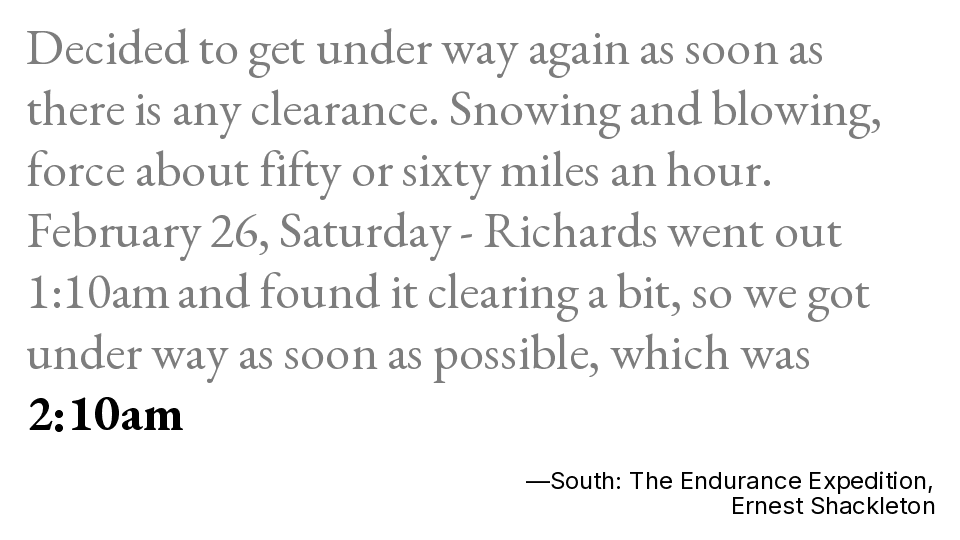 Decided to get under way again as soon as
there is any clearance. Snowing and blowing,
force about fifty or sixty miles an hour.
February 26, Saturday - Richards went out
1:10am and found it clearing a bit, so we got
under way as soon as possible, which was
2:10am
—South: The Endurance Expedition,
Ernest Shackleton